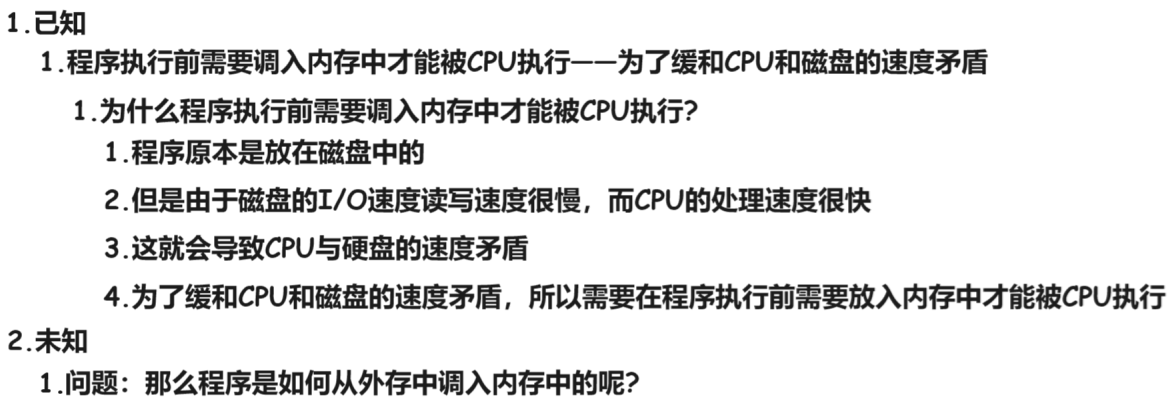 1.已知
1.程序执行前需要调入内存中才能被CPU执行——为了缓和CPU和磁盘的速度矛盾
1.为什么程序执行前需要调入内存中才能被CPU执行?
1.程序原本是放在磁盘中的
2.但是由于磁盘的I/O速度读写速度很慢，而CPU的处理速度很快
3.这就会导致CPU与硬盘的速度矛盾
4.为了缓和CPU和磁盘的速度矛盾，所以需要在程序执行前需要放入内存中才能被CPU执行
2.未知
1.问题：那么程序是如何从外存中调入内存中的呢?